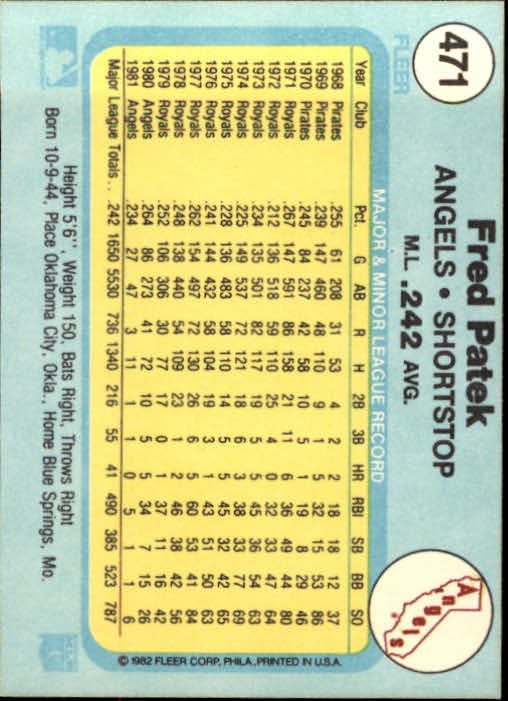 471
FLEER
Fred Patek
ANGELS • SHORTSTOP
M.L. .242 AVG.
Angels
MAJOR & MINOR LEAGUE RECORD
Year Club Pct. G AB R H 2B 3B HR RBI SB BB SO
1968 Pirates .255 61 208 31 53 4 2 2 18 18 12 37
1969 Pirates .239 147 460 48 110 9 1 5 32 15 53 86
1970 Pirates .245 84 237 42 58 10 5 1 19 8 29 46
1971 Royals .267 147 591 86 158 21 11 6 36 49 44 80
1972 Royals .212 136 518 59 110 25 4 0 32 33 47 64
1973 Royals .234 135 501 82 117 19 5 5 45 36 54 63
1974 Royals .225 149 537 72 121 18 6 3 38 33 77 69
1975 Royals .228 136 483 58 110 14 5 5 45 32 42 65
1976 Royals .241 144 432 58 104 19 3 1 43 51 50 63
1977 Royals .262 154 497 72 130 26 6 5 60 53 41 84
1978 Royals .248 138 440 54 109 23 1 2 46 38 42 56
1979 Royals .252 106 306 30 77 17 0 1 37 11 16 42
1980 Angels .264 86 273 41 72 10 5 5 34 7 15 26
1981 Angels .234 27 47 3 11 1 1 0 5 1 1 6
Major League Totals . . .242 1650 5530 736 1340 216 55 41 490 385 523 787
© 1982 FLEER CORP., PHILA., PRINTED IN U.S.A.
Height 5'6", Weight 150. Bats Right, Throws Right
Born 10-9-44, Place Oklahoma City, Okla., Home Blue Springs, Mo.